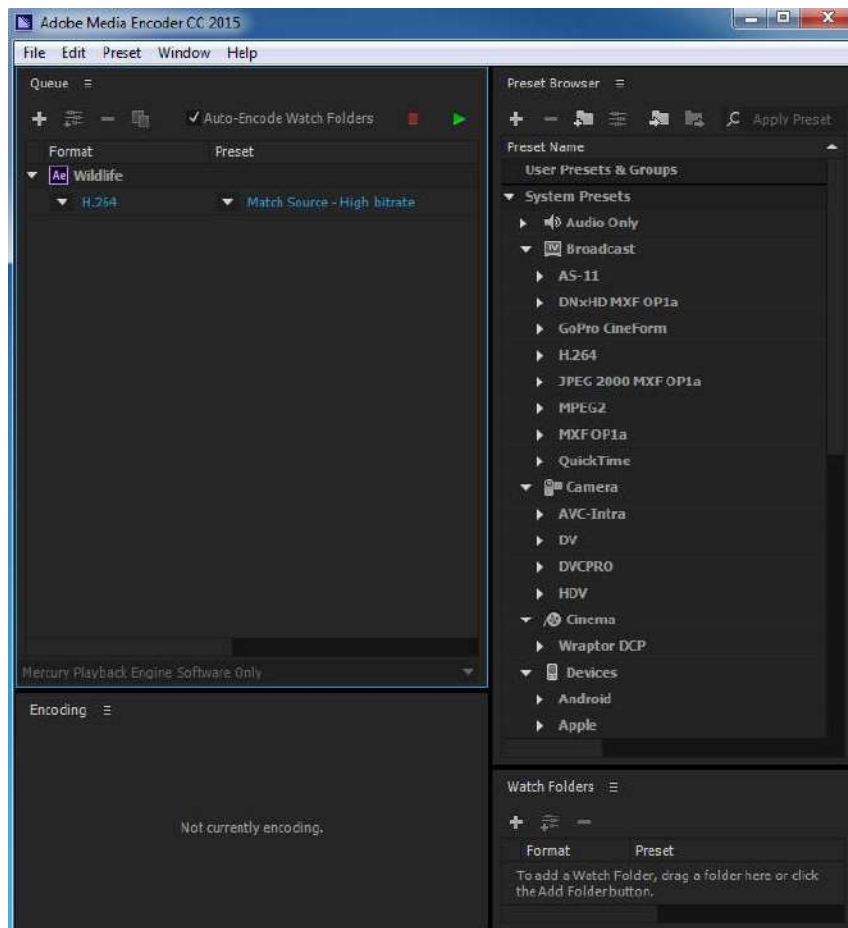 Adobe Media Encoder CC 2015
File Edit Preset Window Help
Queue
Auto-Encode Watch Folders
Format Preset
Ae Wildlife
H.264 Match Source - High bitrate
Mercury Playback Engine Software Only
Encoding
Not currently encoding.
Preset Browser
Apply Preset
Preset Name
User Presets & Groups
System Presets
Audio Only
TV Broadcast
AS-11
DNxHD MXF OP1a
GoPro CineForm
H.264
JPEG 2000 MXF OP1a
MPEG2
MXF OP1a
QuickTime
Camera
AVC-Intra
DV
DVCPRO
HDV
Cinema
Wraptor DCP
Devices
Android
Apple
Watch Folders
Format Preset
To add a Watch Folder, drag a folder here or click
the Add Folder button.